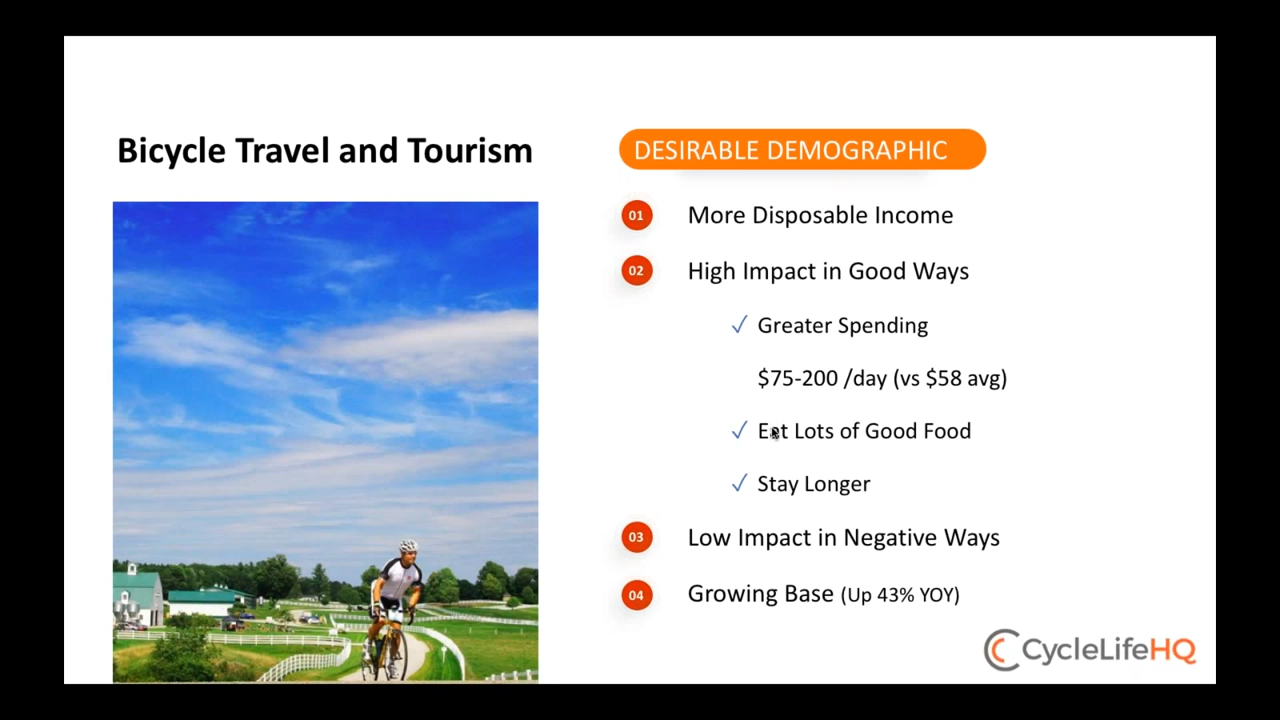 Bicycle Travel and Tourism
DESIRABLE DEMOGRAPHIC
01 More Disposable Income
02 High Impact in Good Ways
✓ Greater Spending
$75-200 /day (vs $58 avg)
✓ Eat Lots of Good Food
✓ Stay Longer
03 Low Impact in Negative Ways
04 Growing Base (Up 43% YOY)
CycleLifeHQ